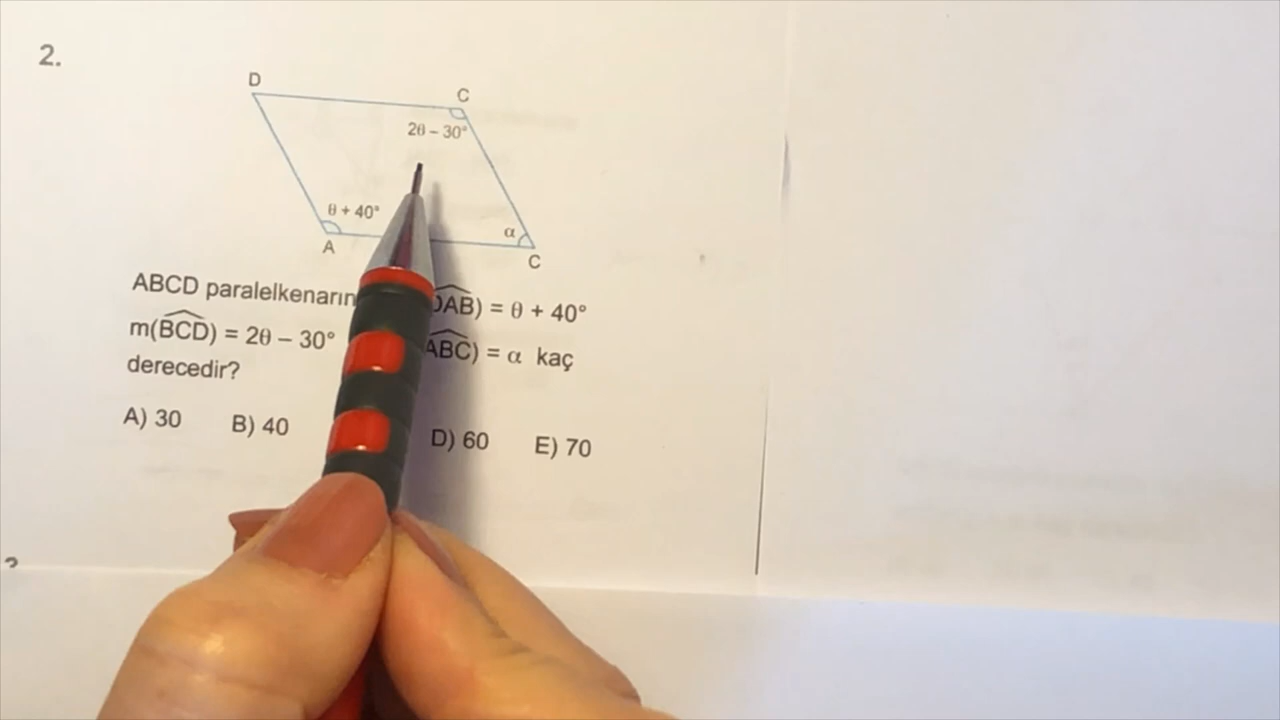 2.
D
C
2θ – 30°
θ + 40°
α
A
C
ABCD paralelkenarın DAB) = θ + 40°
m(BCD) = 2θ – 30° ABC) = α kaç
derecedir?
A) 30 B) 40 D) 60 E) 70